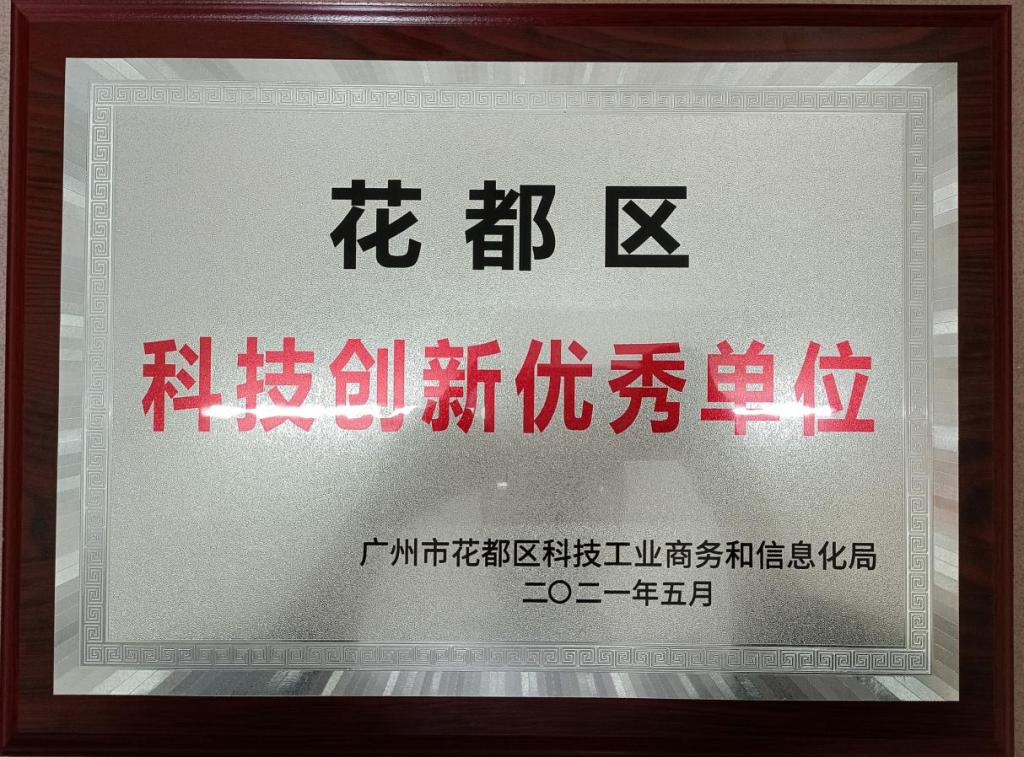 花都区
科技创新优秀单位
广州市花都区科技工业商务和信息化局
二〇二一年五月